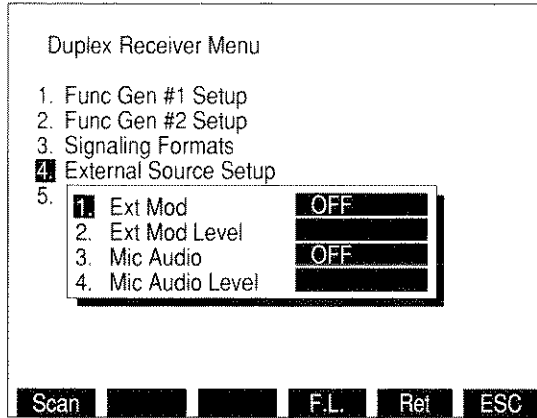 Duplex Receiver Menu
1. Func Gen #1 Setup
2. Func Gen #2 Setup
3. Signaling Formats
4. External Source Setup
5.
1. Ext Mod OFF
2. Ext Mod Level
3. Mic Audio OFF
4. Mic Audio Level
Scan F.L. Ret ESC